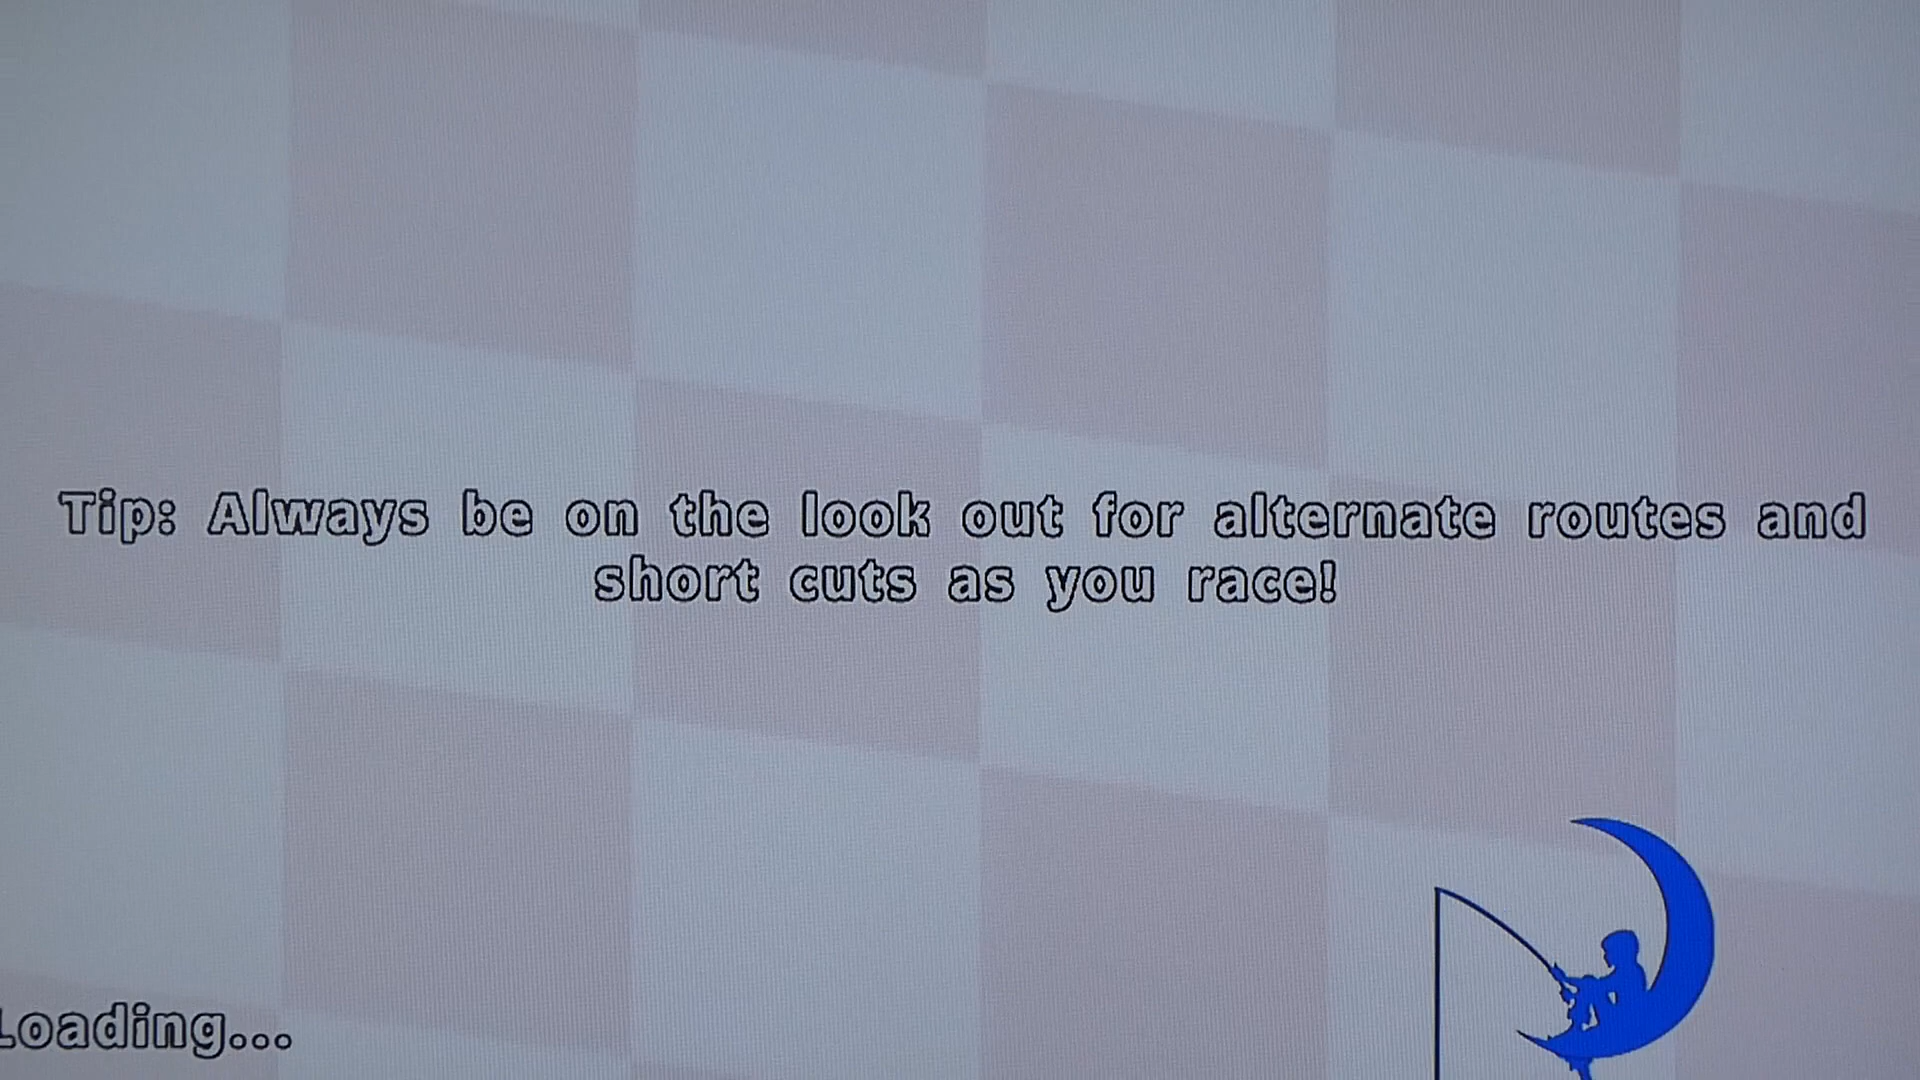 Tip: Always be on the look out for alternate routes and
short cuts as you race!
Loading...